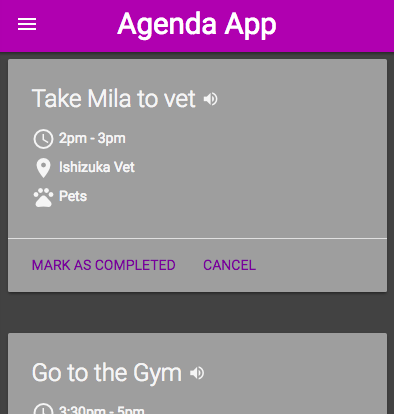 Agenda App
Take Mila to vet
2pm - 3pm
Ishizuka Vet
Pets
MARK AS COMPLETED CANCEL
Go to the Gym
3:30pm - 5pm